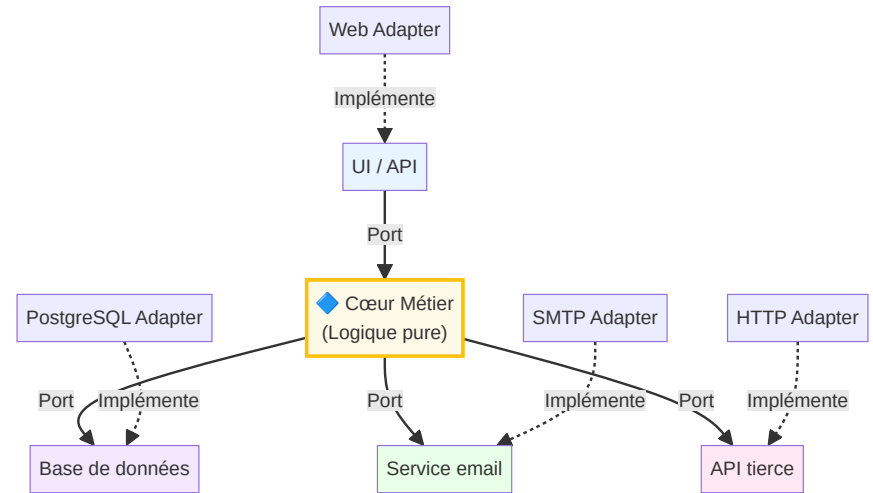 Web Adapter
Implémente
UI / API
Port
PostgreSQL Adapter
🔷 Cœur Métier
(Logique pure)
SMTP Adapter
HTTP Adapter
Port
Implémente
Port
Implémente
Port
Implémente
Base de données
Service email
API tierce